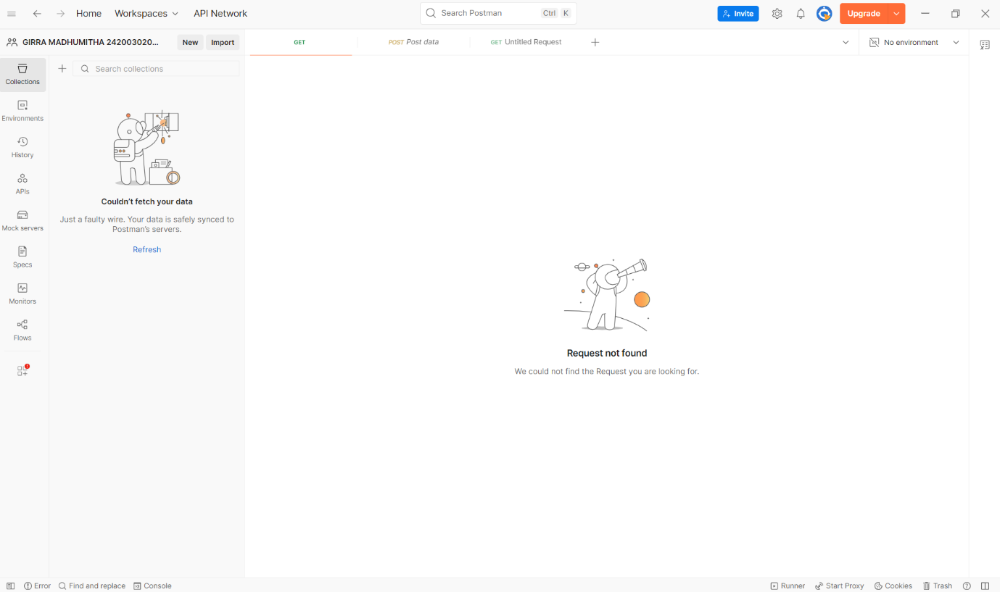 Home Workspaces API Network Search Postman Ctrl K Invite Upgrade
GIRRA MADHUMITHA 242003020... New Import GET POST Post data GET Untitled Request No environment
Search collections
Collections
Environments
History
APIs
Mock servers
Specs
Monitors
Flows
Couldn't fetch your data
Just a faulty wire. Your data is safely synced to
Postman's servers.
Refresh
Request not found
We could not find the Request you are looking for.
Error Find and replace Console Runner Start Proxy Cookies Trash